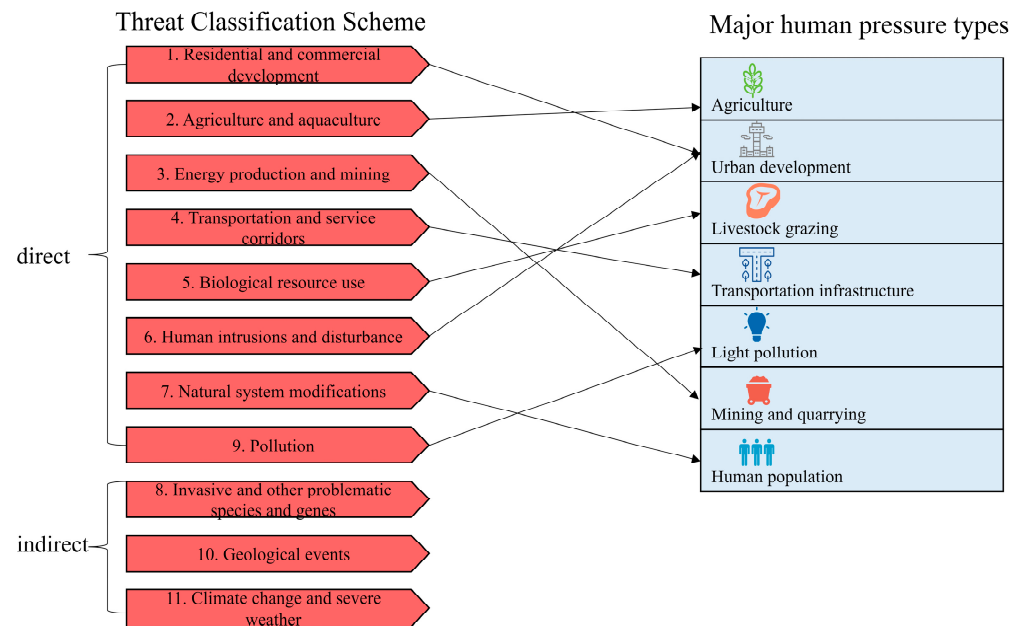 Threat Classification Scheme
1. Residential and commercial
development
2. Agriculture and aquaculture
3. Energy production and mining
4. Transportation and service
corridors
5. Biological resource use
6. Human intrusions and disturbance
7. Natural system modifications
9. Pollution
8. Invasive and other problematic
species and genes
10. Geological events
11. Climate change and severe
weather
direct
indirect
Major human pressure types
Agriculture
Urban development
Livestock grazing
Transportation infrastructure
Light pollution
Mining and quarrying
Human population